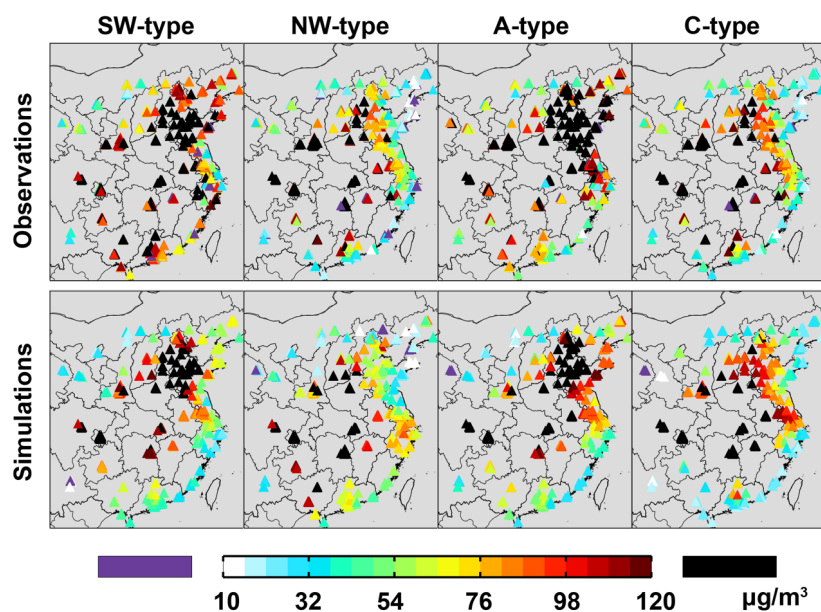 SW-type NW-type A-type C-type
Observations
Simulations
10 32 54 76 98 120 µg/m³